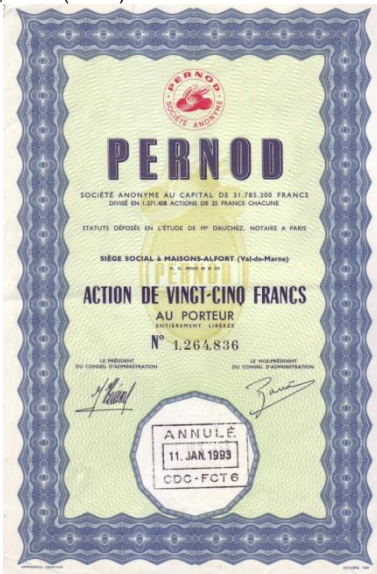 PERNOD
SOCIÉTÉ ANONYME
PERNOD
SOCIÉTÉ ANONYME AU CAPITAL DE 31.785.200 FRANCS
DIVISÉ EN 1.271.408 ACTIONS DE 25 FRANCS CHACUNE
STATUTS DÉPOSÉS EN L'ÉTUDE DE Me DAUCHEZ, NOTAIRE A PARIS
SIÈGE SOCIAL à MAISONS-ALFORT (Val-de-Marne)
PERNOD
ACTION DE VINGT-CINQ FRANCS
AU PORTEUR
ENTIÈREMENT LIBÉRÉE
No 1.264.836
LE PRÉSIDENT
DU CONSEIL D'ADMINISTRATION
LE VICE-PRÉSIDENT
DU CONSEIL D'ADMINISTRATION
ANNULÉ
11. JAN. 1993
CDC-FCT6